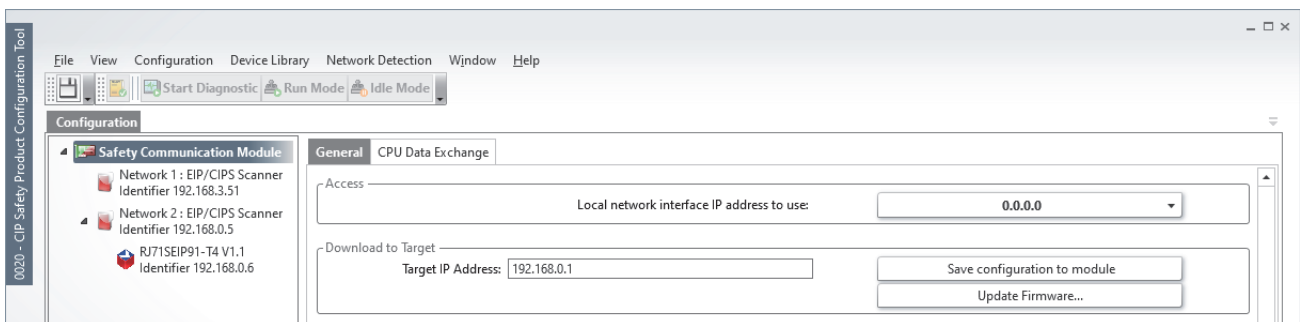 0020 - CIP Safety Product Configuration Tool
File View Configuration Device Library Network Detection Window Help
Start Diagnostic Run Mode Idle Mode
Configuration
Safety Communication Module
Network 1 : EIP/CIPS Scanner
Identifier 192.168.3.51
Network 2 : EIP/CIPS Scanner
Identifier 192.168.0.5
RJ71SEIP91-T4 V1.1
Identifier 192.168.0.6
General CPU Data Exchange
Access
Local network interface IP address to use: 0.0.0.0
Download to Target
Target IP Address: 192.168.0.1 Save configuration to module
Update Firmware...